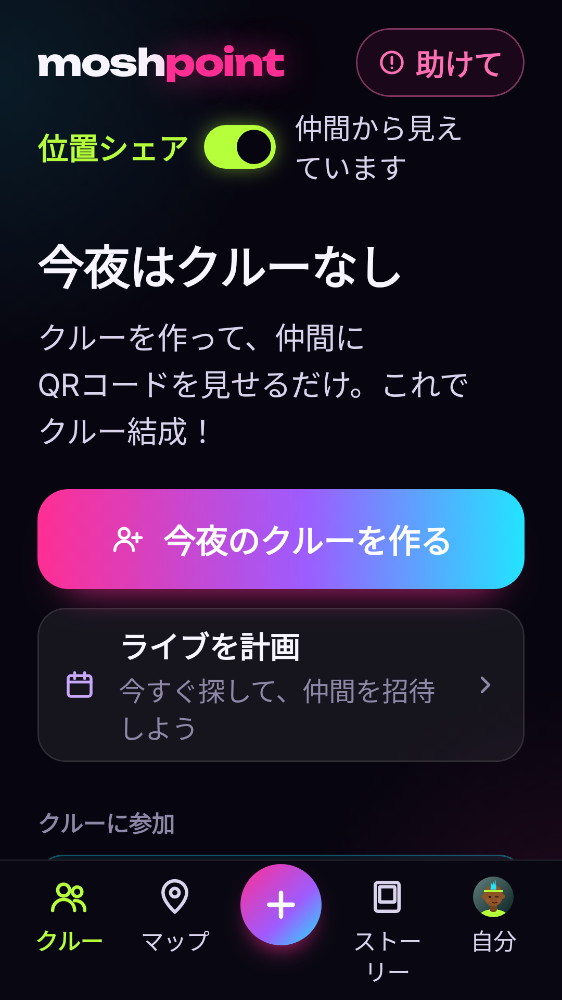 moshpoint
助けて
位置シェア
仲間から見え
ています
今夜はクルーなし
クルーを作って、仲間に
QRコードを見せるだけ。これで
クルー結成！
今夜のクルーを作る
ライブを計画
今すぐ探して、仲間を招待
しよう
クルーに参加
クルー
マップ
ストー
リー
自分